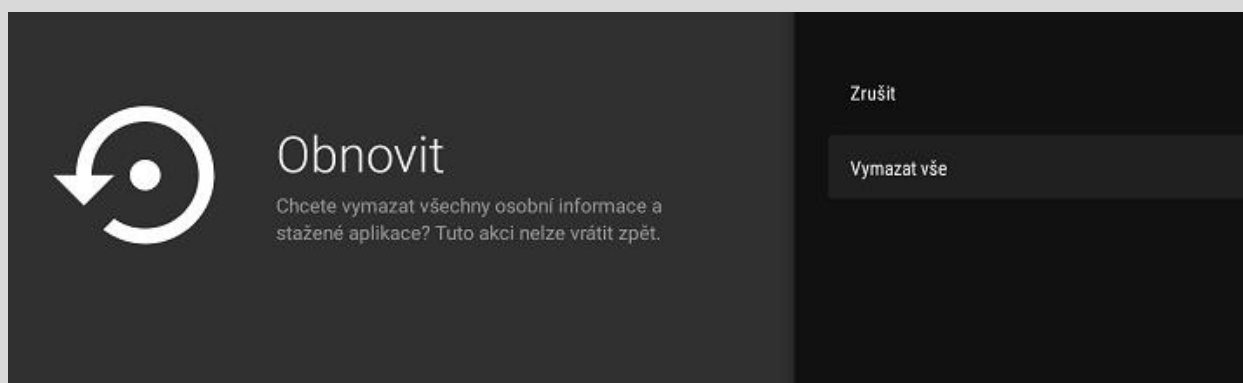 Obnovit
Chcete vymazat všechny osobní informace a
stažené aplikace? Tuto akci nelze vrátit zpět.
Zrušit
Vymazat vše